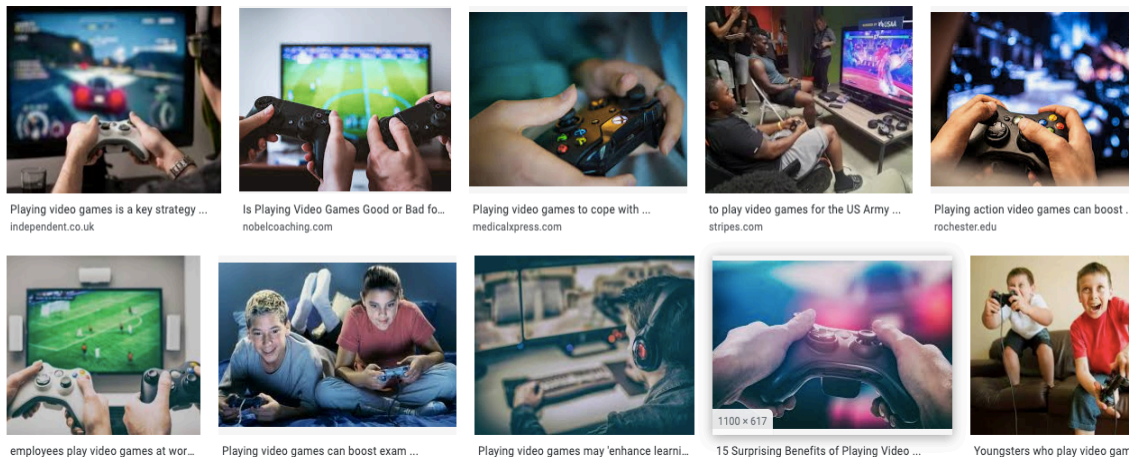 Playing video games is a key strategy ...
independent.co.uk
Is Playing Video Games Good or Bad fo...
nobelcoaching.com
Playing video games to cope with ...
medicalxpress.com
to play video games for the US Army ...
stripes.com
Playing action video games can boost .
rochester.edu
employees play video games at wor...
Playing video games can boost exam ...
Playing video games may 'enhance learni...
1100 × 617
15 Surprising Benefits of Playing Video ...
Youngsters who play video gam